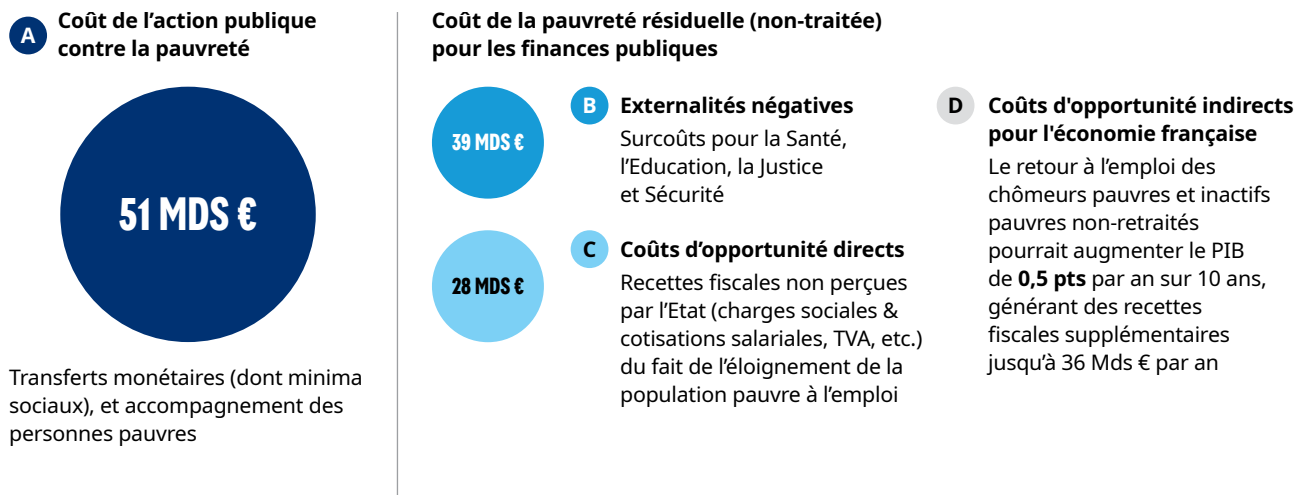 A
Coût de l’action publique
contre la pauvreté
51 MDS €
Transferts monétaires (dont minima
sociaux), et accompagnement des
personnes pauvres
Coût de la pauvreté résiduelle (non-traitée)
pour les finances publiques
39 MDS €
B
Externalités négatives
Surcoûts pour la Santé,
l’Education, la Justice
et Sécurité
28 MDS €
C
Coûts d’opportunité directs
Recettes fiscales non perçues
par l’Etat (charges sociales &
cotisations salariales, TVA, etc.)
du fait de l’éloignement de la
population pauvre à l’emploi
D
Coûts d'opportunité indirects
pour l'économie française
Le retour à l’emploi des
chômeurs pauvres et inactifs
pauvres non-retraités
pourrait augmenter le PIB
de 0,5 pts par an sur 10 ans,
générant des recettes
fiscales supplémentaires
jusqu’à 36 Mds € par an